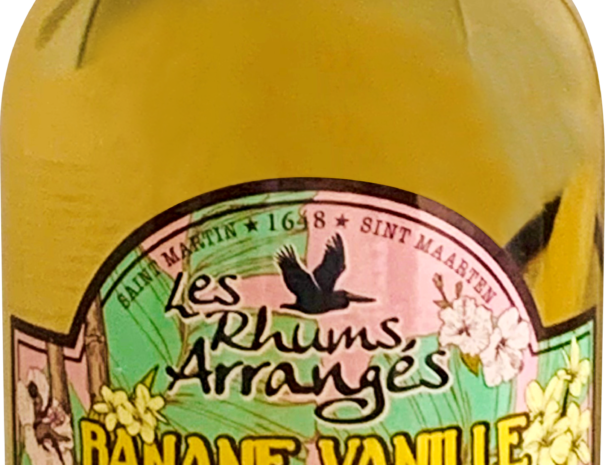 SAINT MARTIN ★ 1648 ★ SINT MAARTEN
Les
Rhums
Arrangés
BANANE VANILLE